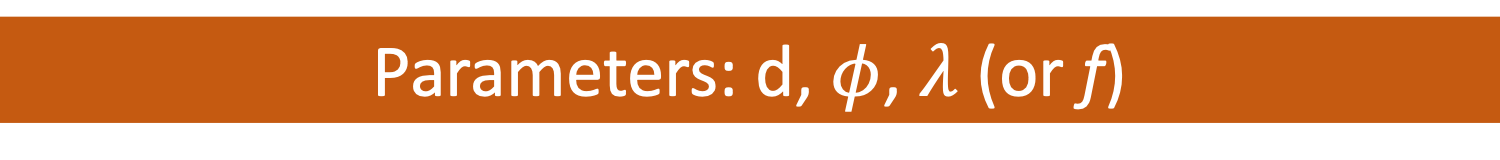 Parameters: d, 𝜙, 𝜆 (or f)